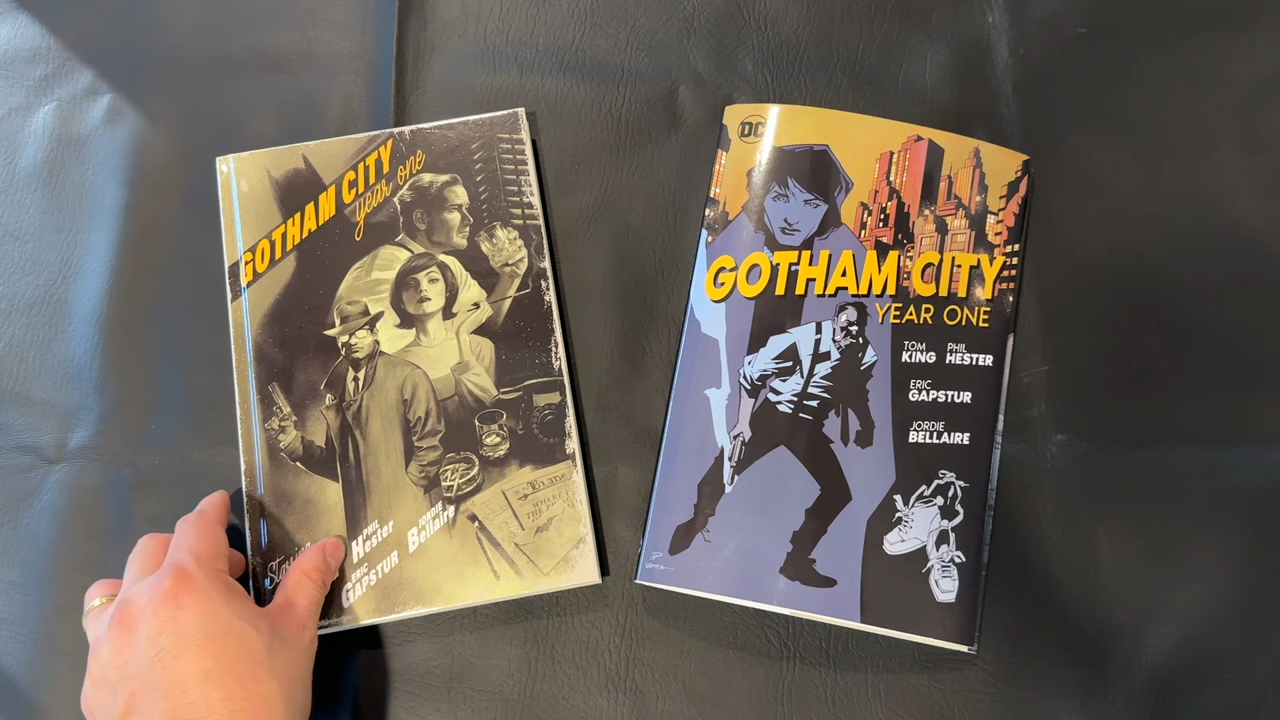 GOTHAM CITY
year one
Starring
PHIL
Hester
JORDIE
Bellaire
ERIC
GAPSTUR
DC
GOTHAM CITY
YEAR ONE
TOM
KING
PHIL
HESTER
ERIC
GAPSTUR
JORDIE
BELLAIRE